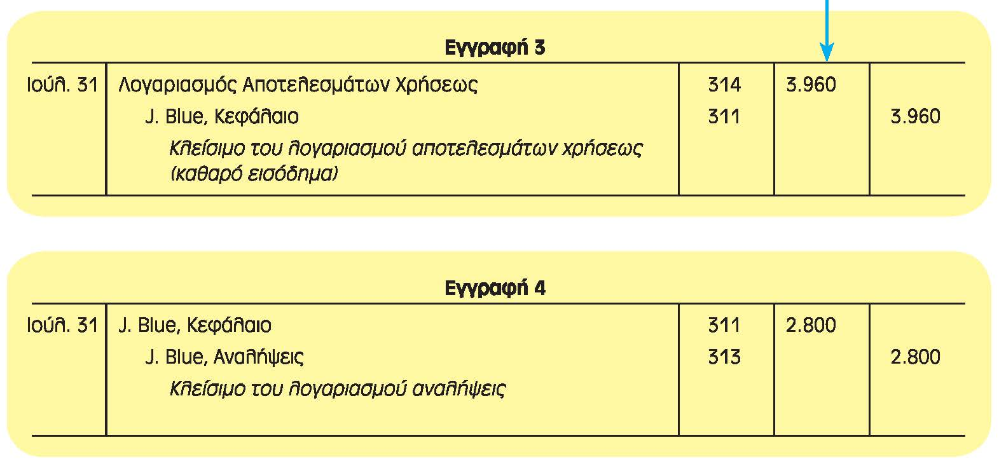 Εγγραφή 3
Ιούλ. 31 Λογαριασμός Αποτελεσμάτων Χρήσεως 314 3.960
J. Blue, Κεφάλαιο 311 3.960
Κλείσιμο του λογαριασμού αποτελεσμάτων χρήσεως
(καθαρό εισόδημα)
Εγγραφή 4
Ιούλ. 31 J. Blue, Κεφάλαιο 311 2.800
J. Blue, Αναλήψεις 313 2.800
Κλείσιμο του λογαριασμού αναλήψεις